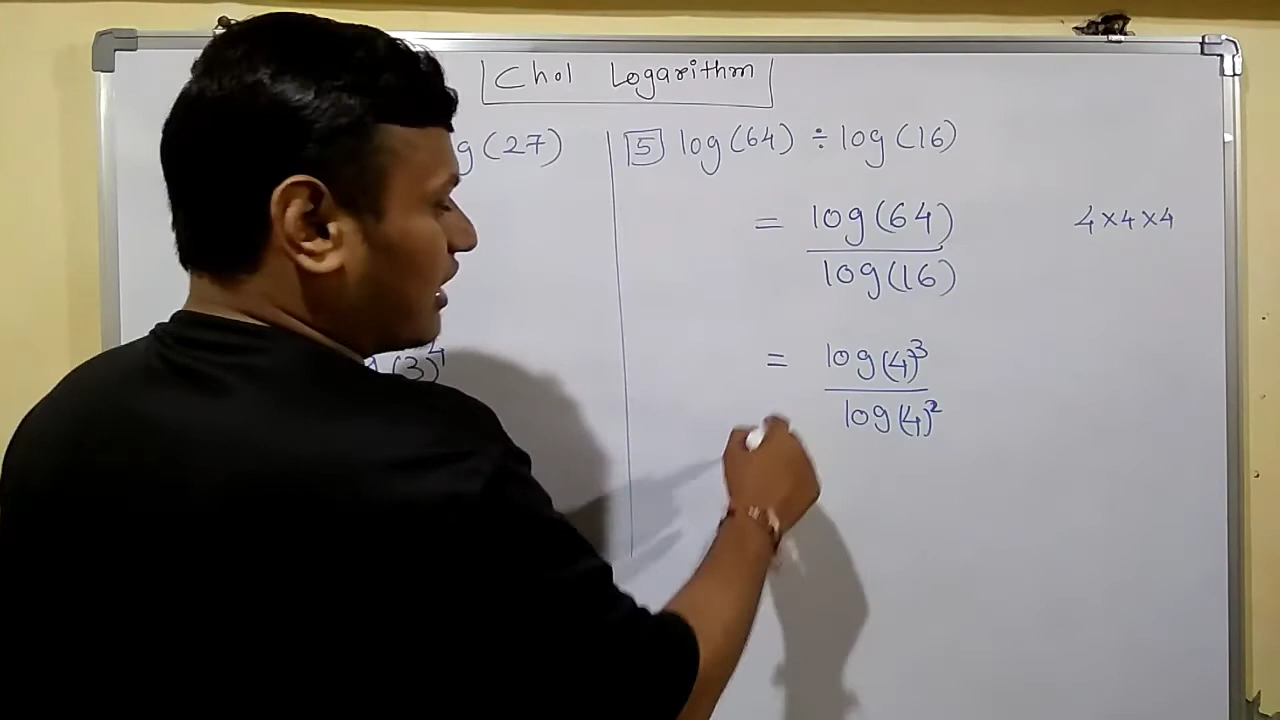 Chol Logarithm
g(27)
(3)⁴
5 log(64) ÷ log(16)
= log(64)
log(16)
4×4×4
= log(4)³
log(4)²